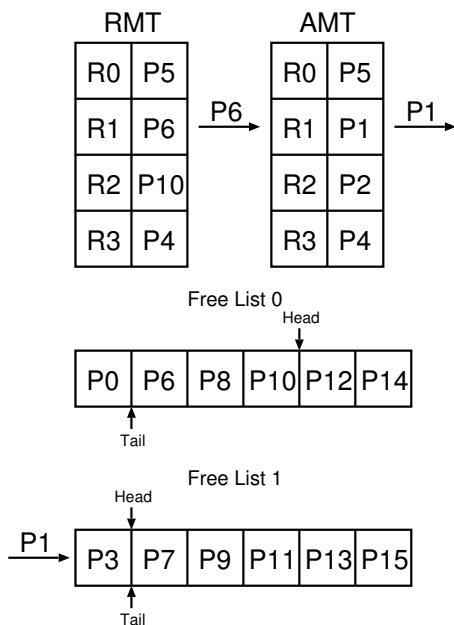 RMT AMT
R0 P5 R0 P5
R1 P6 P6 R1 P1 P1
R2 P10 R2 P2
R3 P4 R3 P4
Free List 0
Head
P0 P6 P8 P10 P12 P14
Tail
Free List 1
Head
P1 P3 P7 P9 P11 P13 P15
Tail